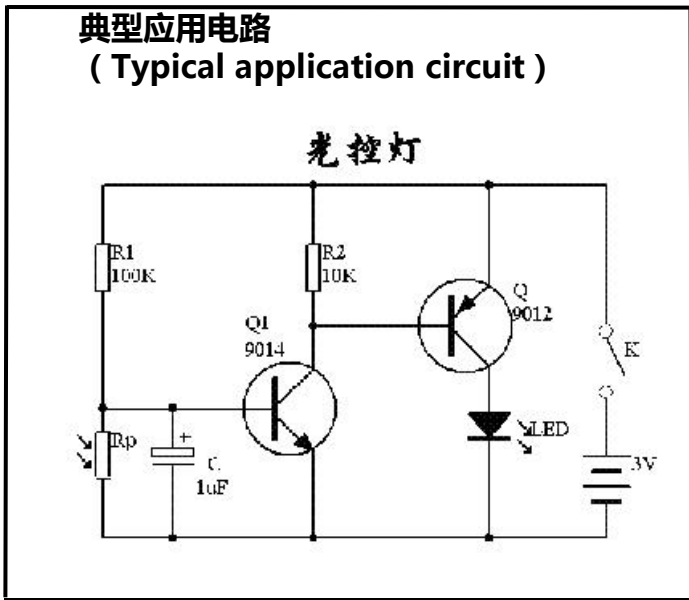 典型应用电路
（Typical application circuit）
光控灯
R1
100K
R2
10K
Q
9012
Q1
9014
K
Rp
+
C
1uF
LED
3V